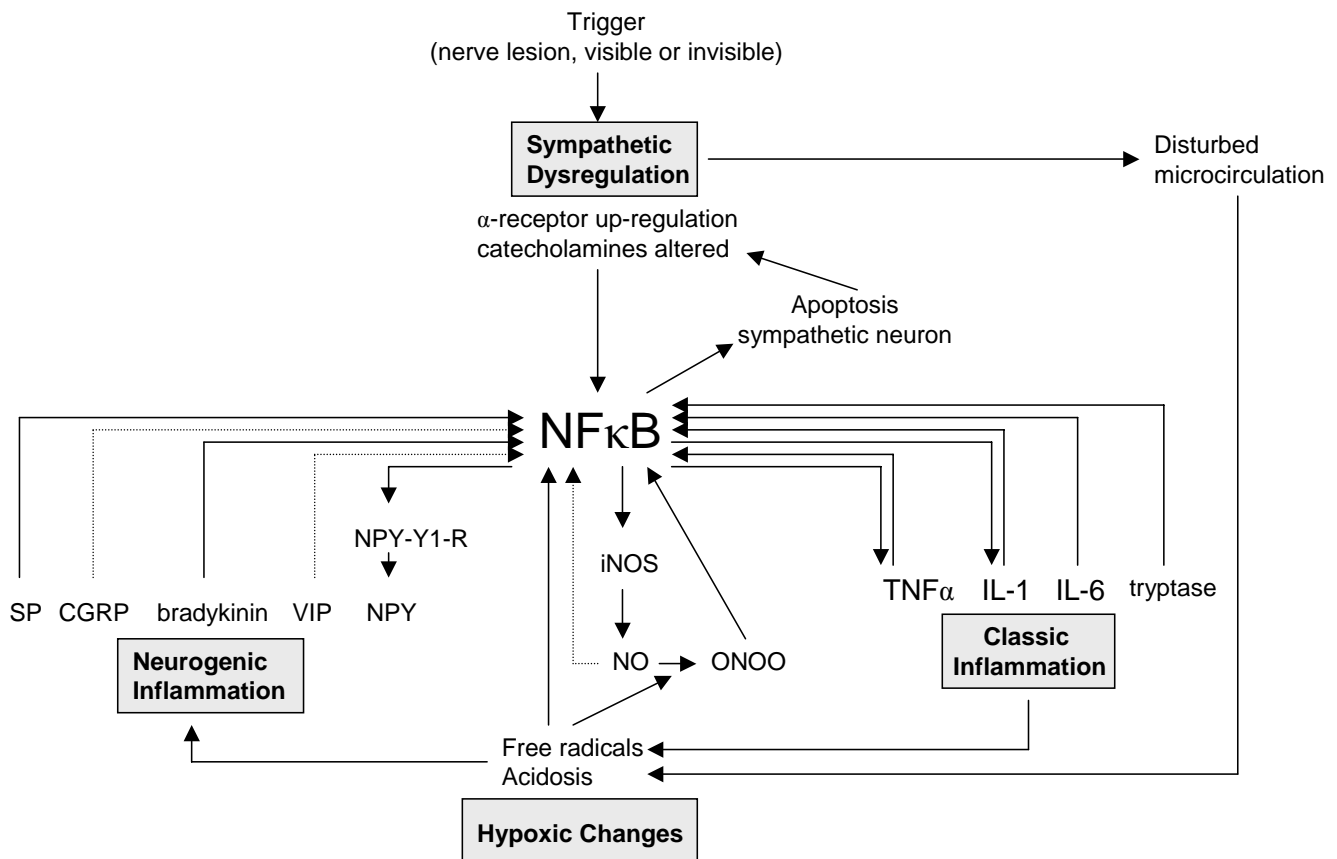 Trigger
(nerve lesion, visible or invisible)
Sympathetic
Dysregulation
Disturbed
microcirculation
α-receptor up-regulation
catecholamines altered
Apoptosis
sympathetic neuron
NFκB
NPY-Y1-R
iNOS
TNFα IL-1 IL-6 tryptase
SP CGRP bradykinin VIP NPY
Neurogenic
Inflammation
NO ONOO
Classic
Inflammation
Free radicals
Acidosis
Hypoxic Changes